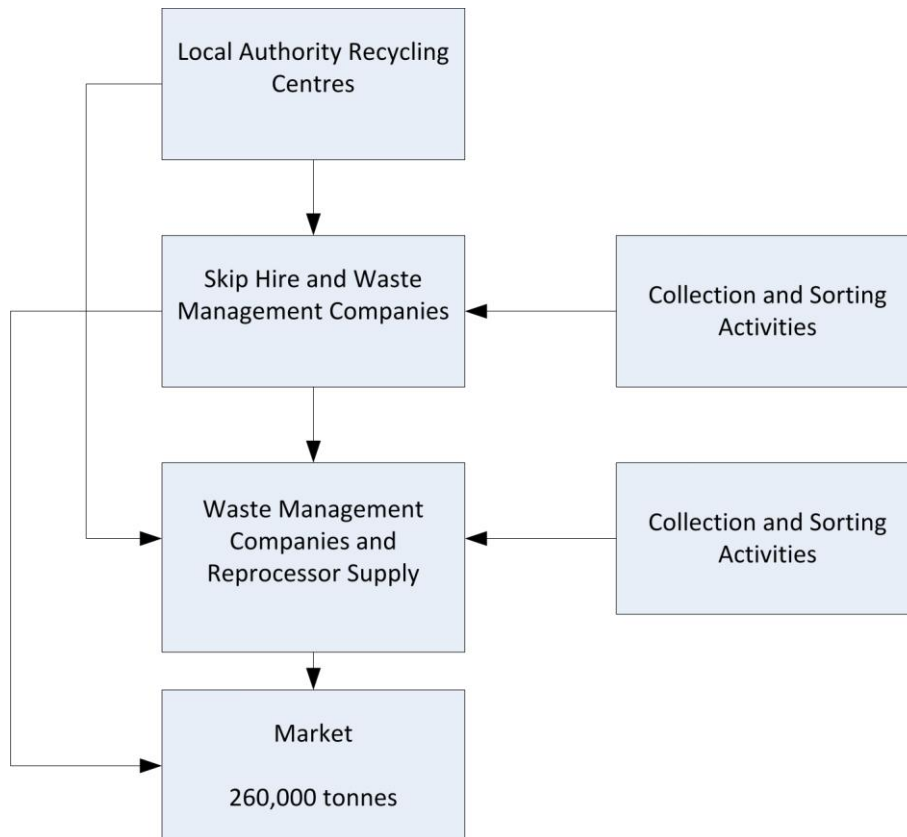 Local Authority Recycling
Centres
Skip Hire and Waste
Management Companies
Collection and Sorting
Activities
Waste Management
Companies and
Reprocessor Supply
Collection and Sorting
Activities
Market
260,000 tonnes